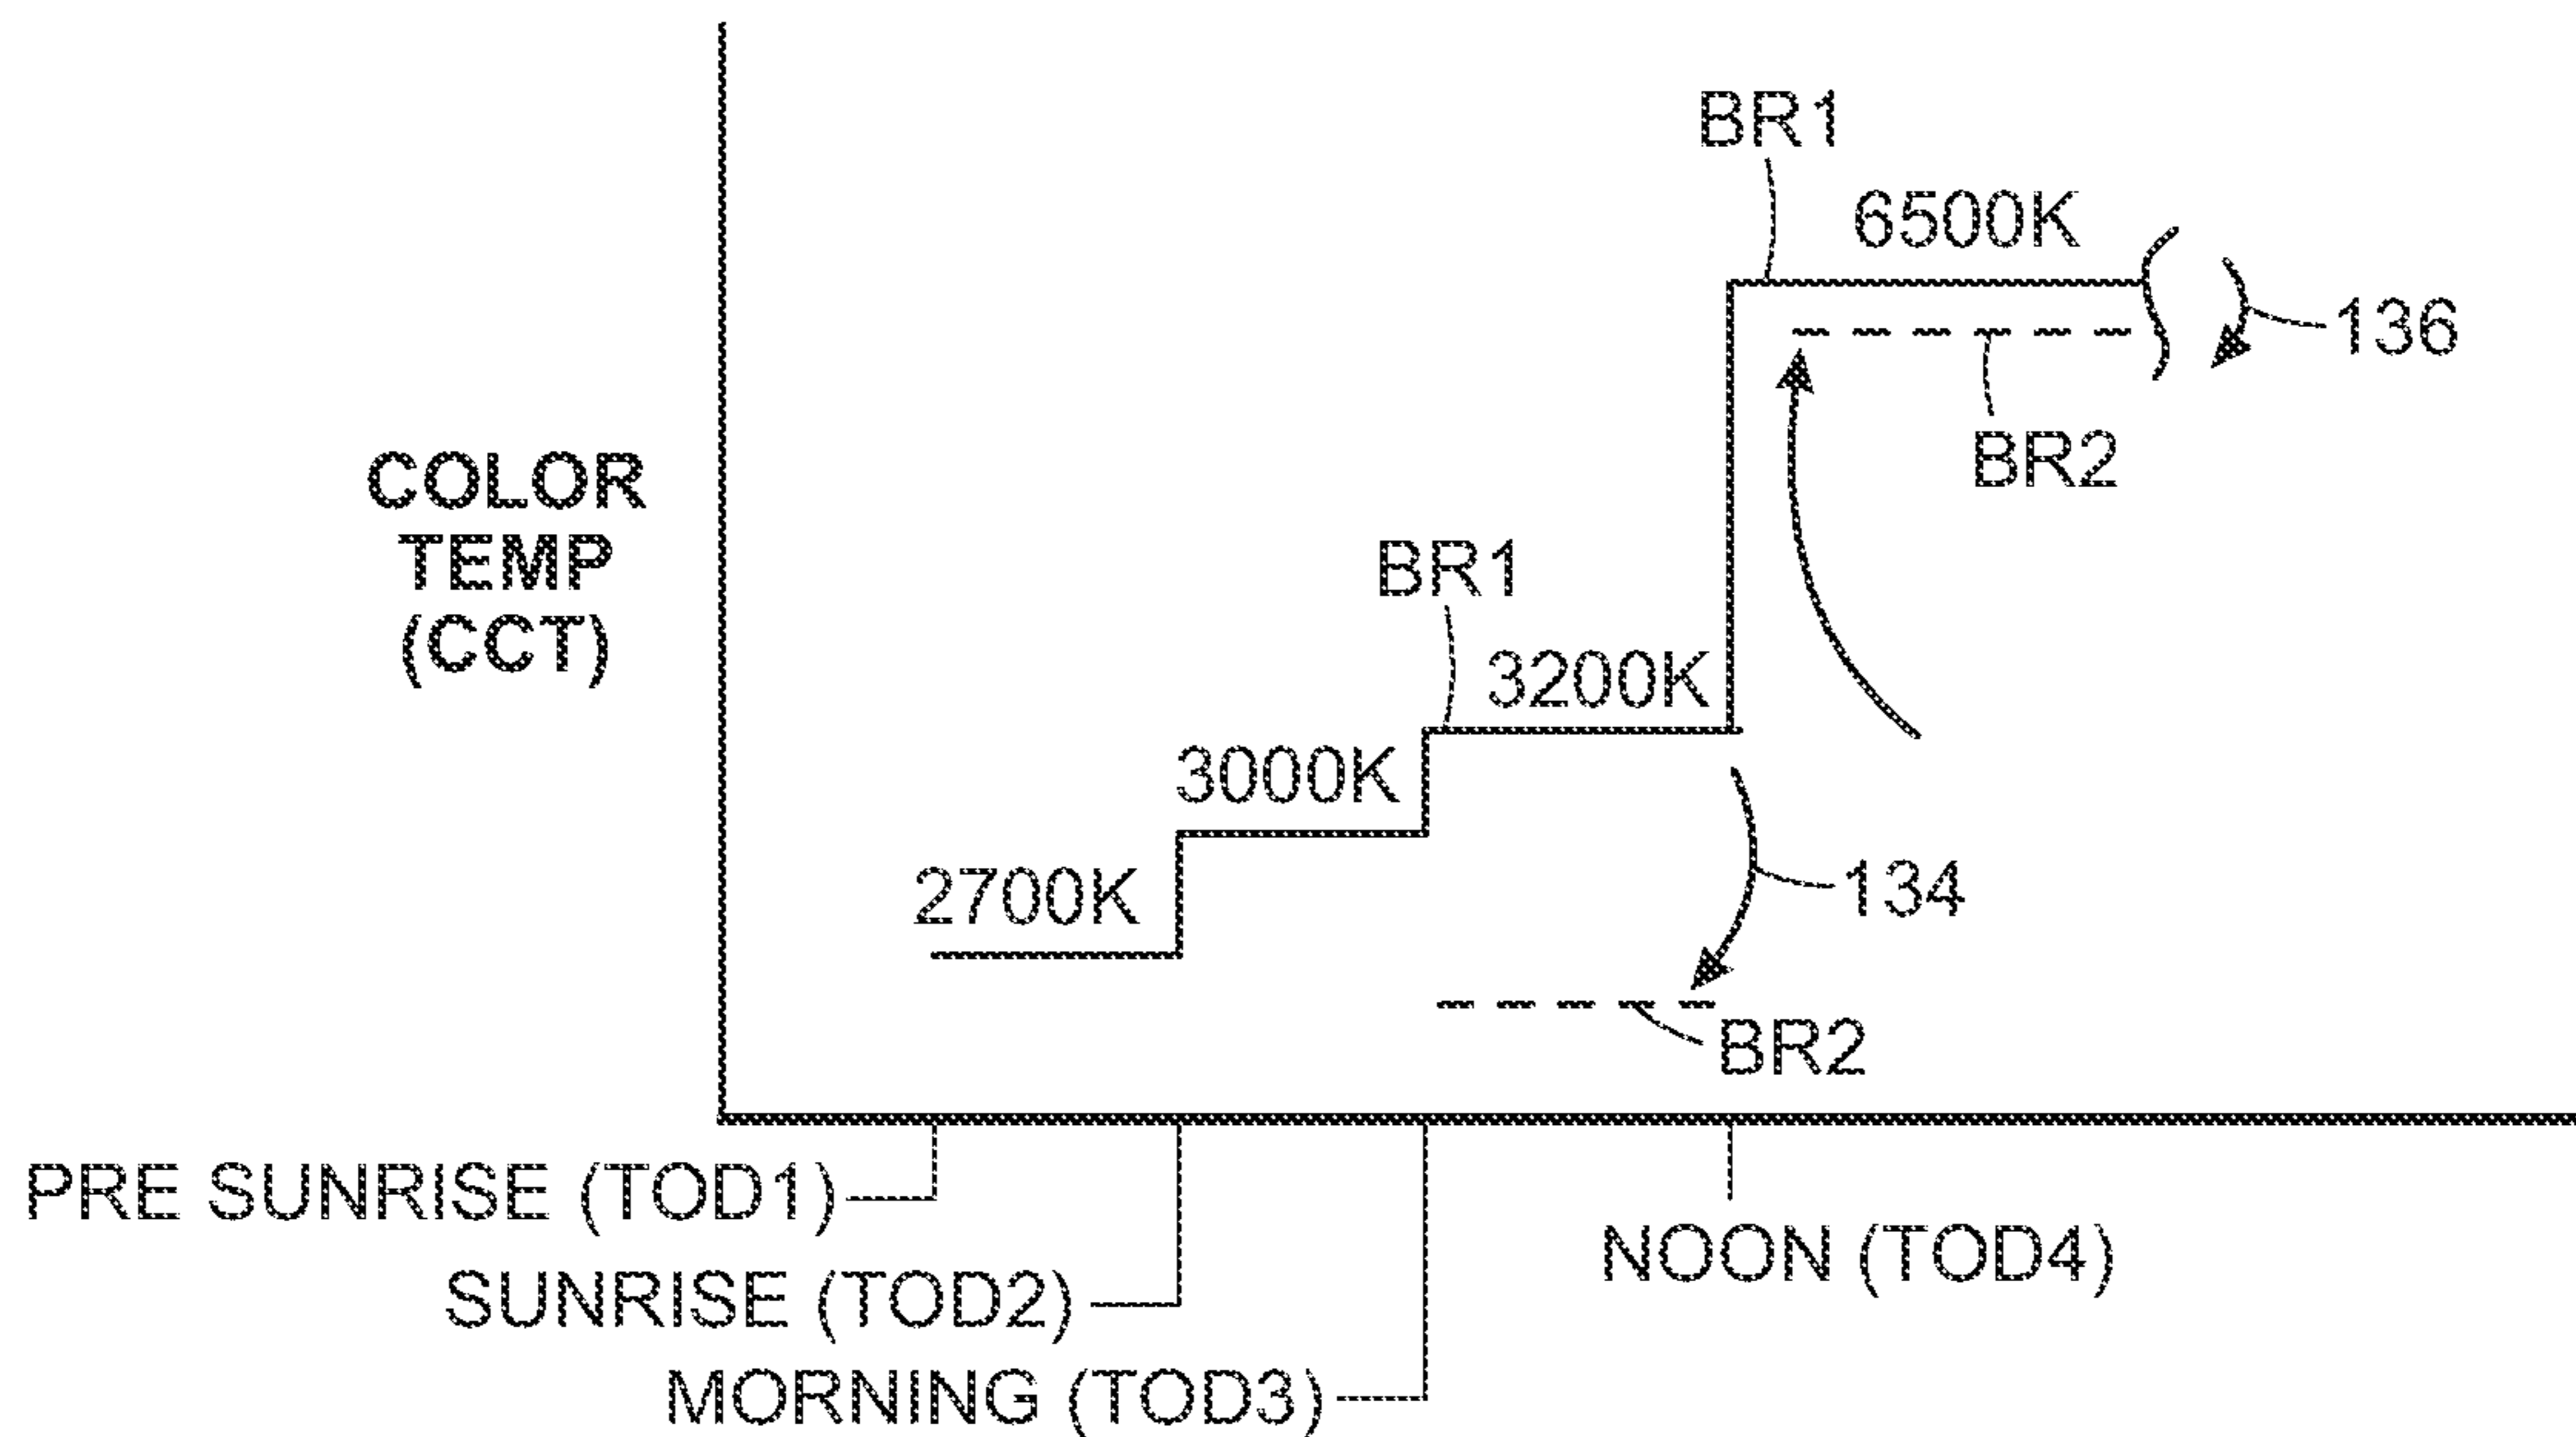 BR1
6500K
136
BR2
COLOR
TEMP
(CCT)
BR1
3200K
3000K
2700K
134
BR2
PRE SUNRISE (TOD1)
NOON (TOD4)
SUNRISE (TOD2)
MORNING (TOD3)